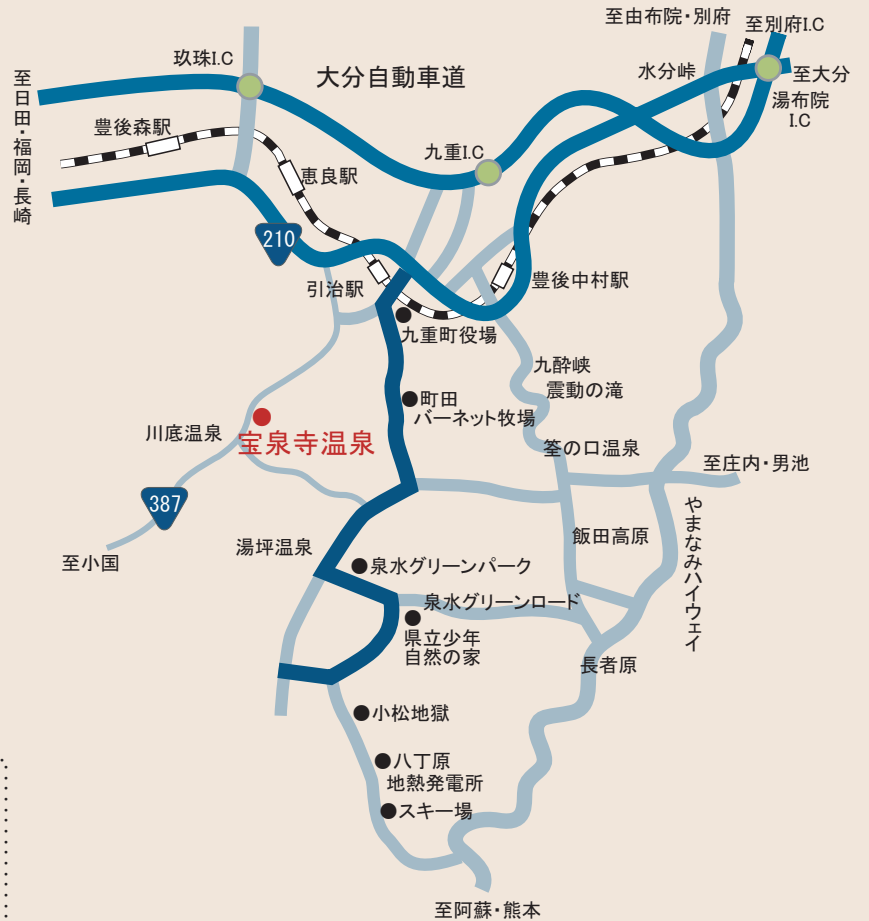 至由布院・別府
至別府I.C
玖珠I.C
水分峠
至大分
大分自動車道
至日田・福岡・長崎
湯布院
I.C
豊後森駅
九重I.C
恵良駅
210
豊後中村駅
引治駅
九重町役場
九酔峡
震動の滝
町田
バーネット牧場
川底温泉
宝泉寺温泉
筌の口温泉
至庄内・男池
387
やまなみハイウェイ
飯田高原
湯坪温泉
至小国
泉水グリーンパーク
泉水グリーンロード
県立少年
自然の家
長者原
小松地獄
八丁原
地熱発電所
スキー場
至阿蘇・熊本